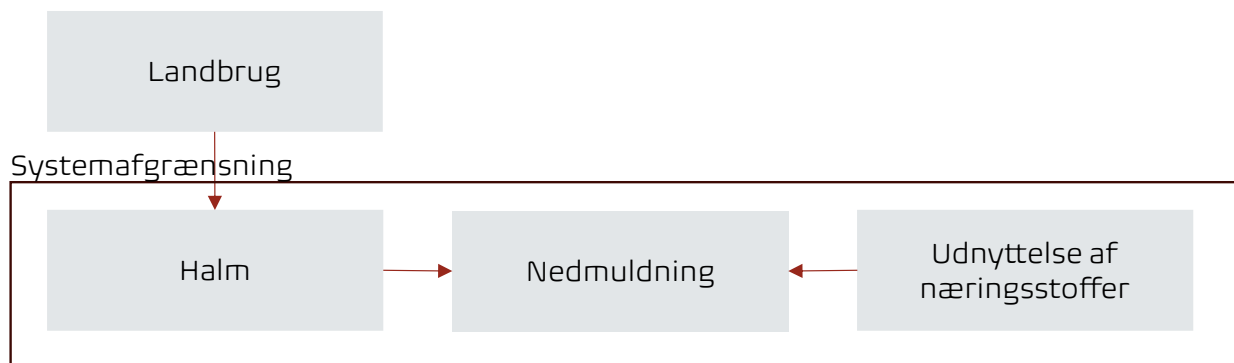 Landbrug
Systemafgrænsning
Halm
Nedmuldning
Udnyttelse af
næringsstoffer